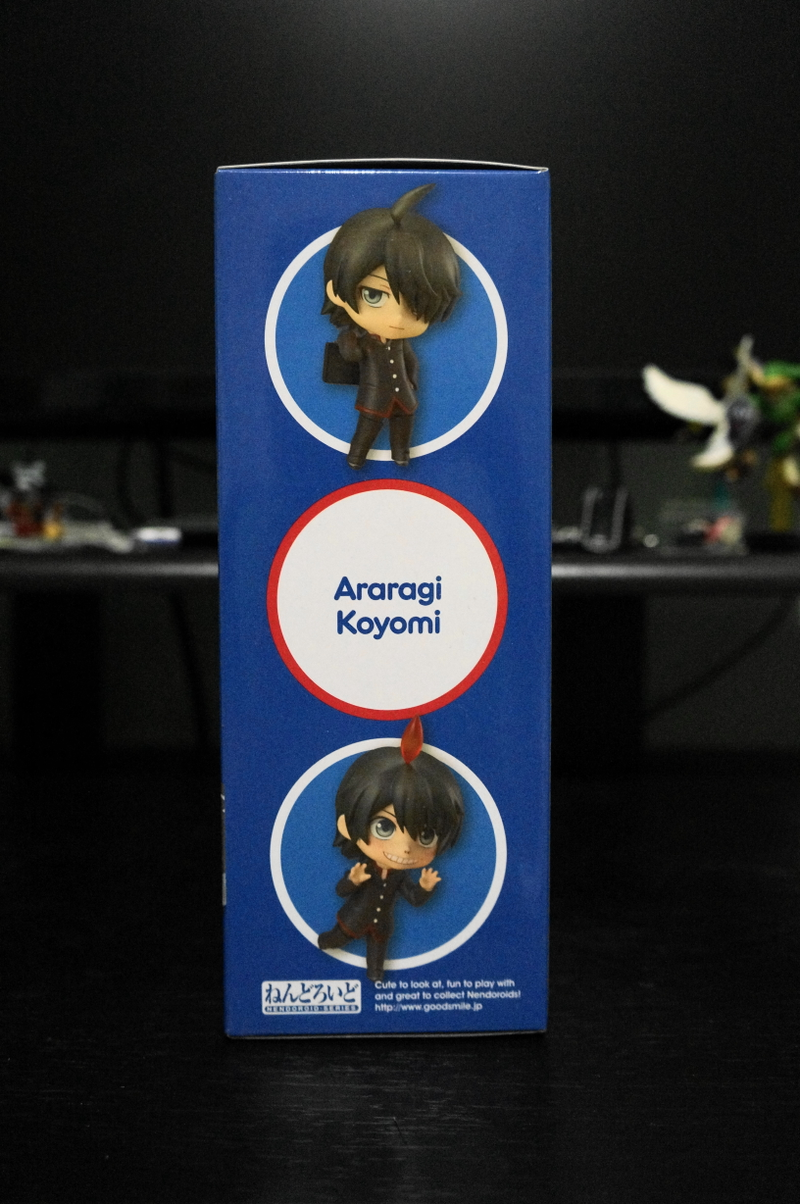 Araragi
Koyomi
ねんどろいど
NENDOROID SERIES
Cute to look at, fun to play with
and great to collect Nendoroids!
http://www.goodsmile.jp